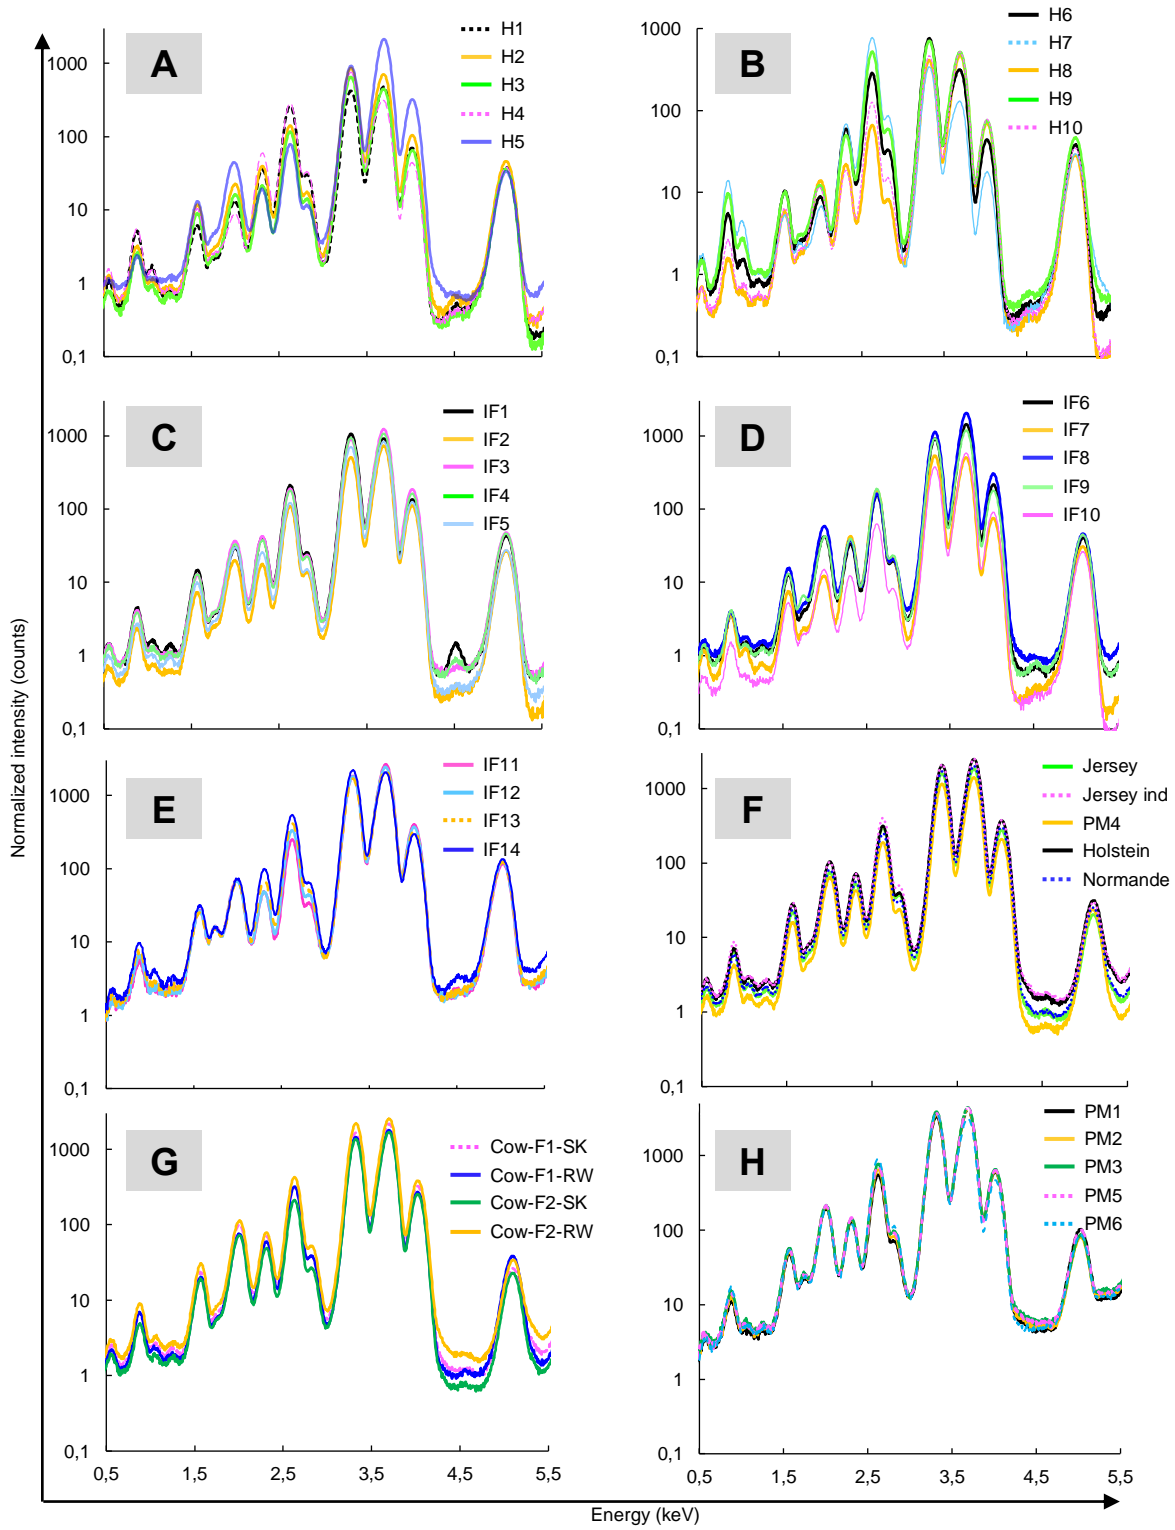 A
1000
100
10
1
0,1
H1
H2
H3
H4
H5
B
1000
100
10
1
0,1
H6
H7
H8
H9
H10
C
1000
100
10
1
0,1
IF1
IF2
IF3
IF4
IF5
D
1000
100
10
1
0,1
IF6
IF7
IF8
IF9
IF10
E
1000
100
10
1
0,1
IF11
IF12
IF13
IF14
F
1000
100
10
1
0,1
Jersey
Jersey ind
PM4
Holstein
Normande
G
1000
100
10
1
0,1
Cow-F1-SK
Cow-F1-RW
Cow-F2-SK
Cow-F2-RW
0,5 1,5 2,5 3,5 4,5 5,5
H
1000
100
10
1
0,1
PM1
PM2
PM3
PM5
PM6
0,5 1,5 2,5 3,5 4,5 5,5
Normalized intensity (counts)
Energy (keV)